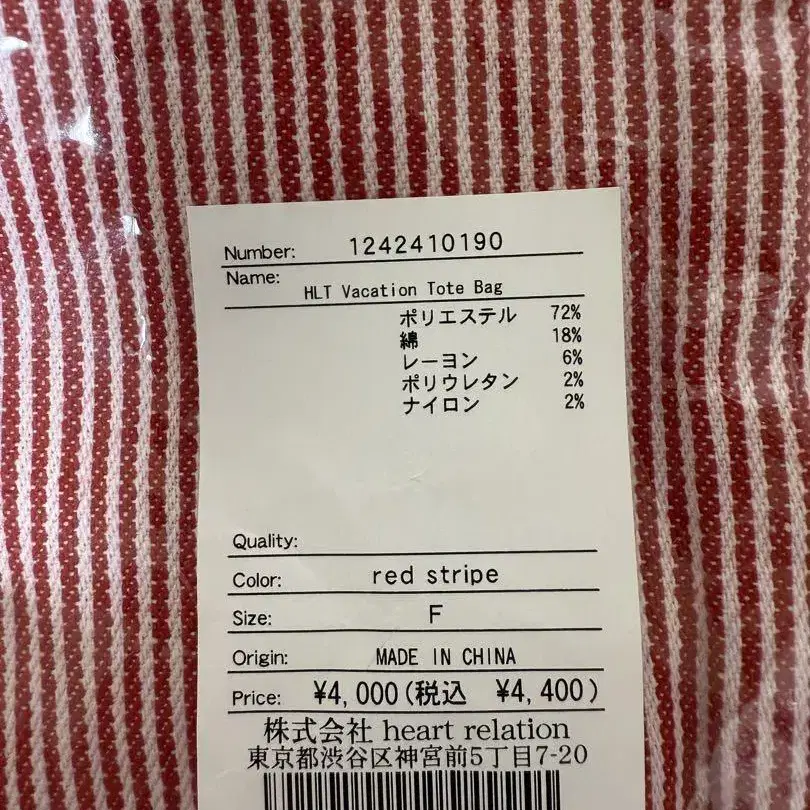 Number: 1242410190
Name:
HLT Vacation Tote Bag
ポリエステル 72%
綿 18%
レーヨン 6%
ポリウレタン 2%
ナイロン 2%
Quality:
Color: red stripe
Size: F
Origin: MADE IN CHINA
Price: ¥4,000(税込 ¥4,400)
株式会社 heart relation
東京都渋谷区神宮前5丁目7-20